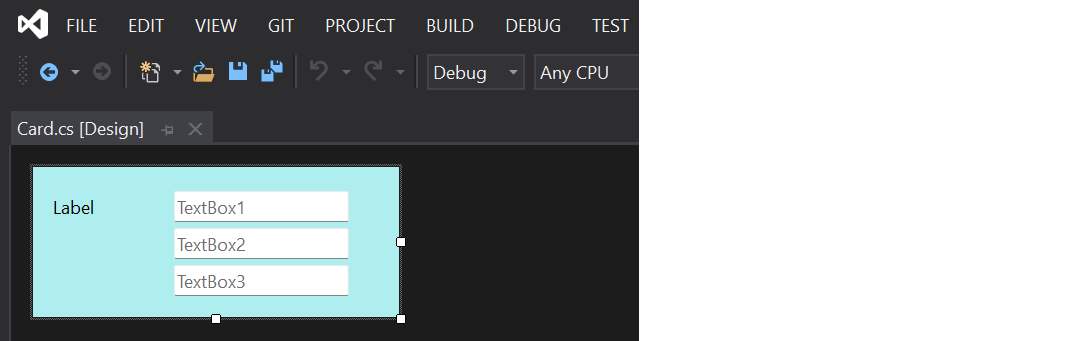 FILE EDIT VIEW GIT PROJECT BUILD DEBUG TEST
Debug Any CPU
Card.cs [Design]
Label TextBox1
TextBox2
TextBox3